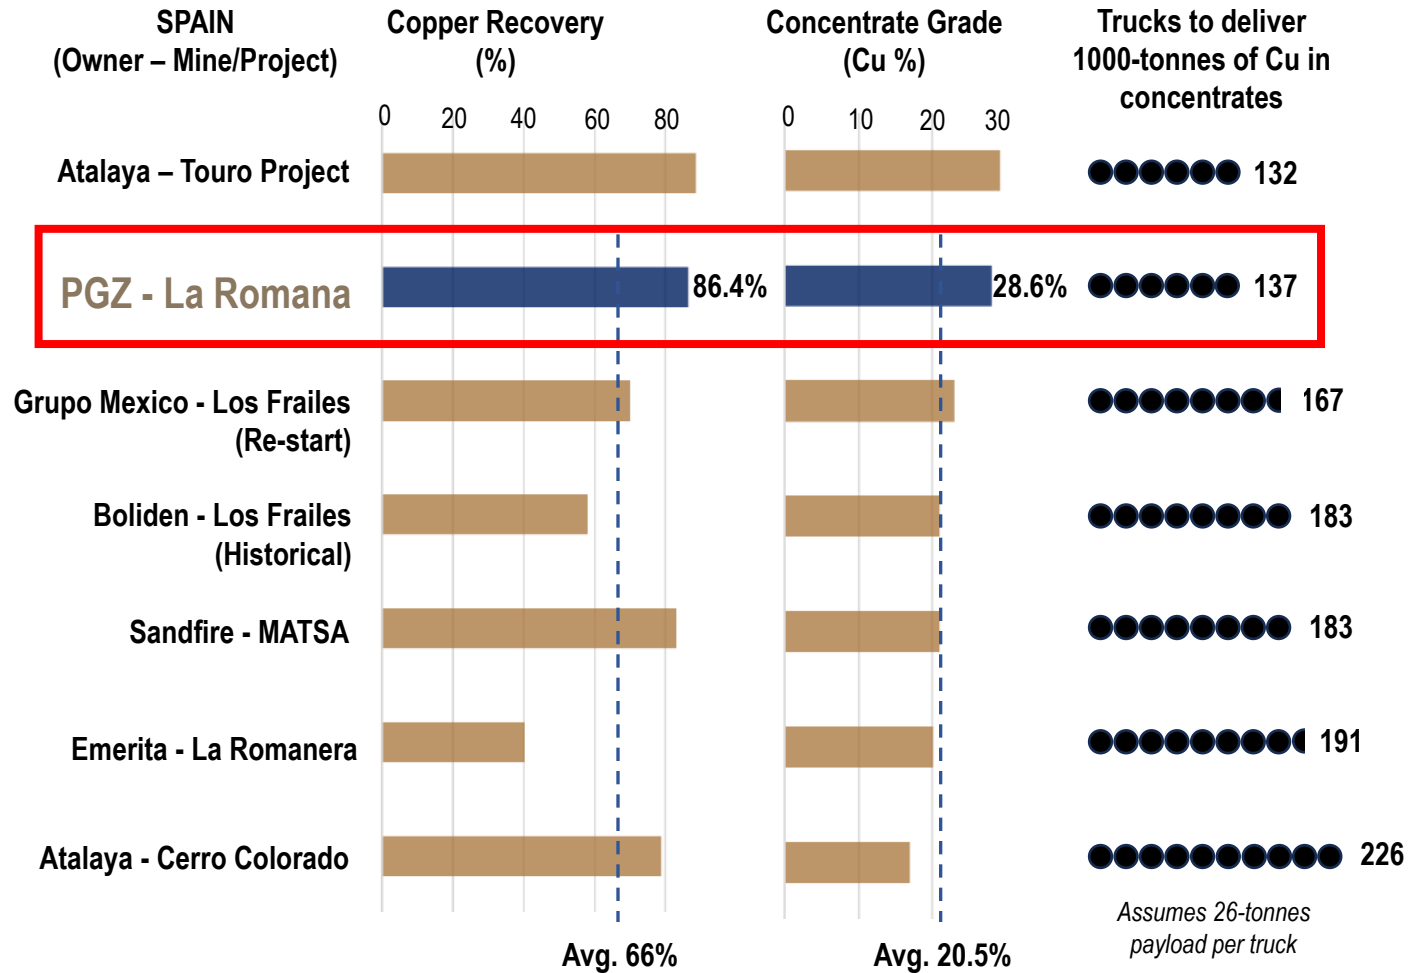 SPAIN
(Owner – Mine/Project)
Copper Recovery
(%)
Concentrate Grade
(Cu %)
Trucks to deliver
1000-tonnes of Cu in
concentrates
0 20 40 60 80
0 10 20 30
Atalaya – Touro Project
132
PGZ - La Romana
86.4%
28.6%
137
Grupo Mexico - Los Frailes
(Re-start)
167
Boliden - Los Frailes
(Historical)
183
Sandfire - MATSA
183
Emerita - La Romanera
191
Atalaya - Cerro Colorado
226
Assumes 26-tonnes
payload per truck
Avg. 66%
Avg. 20.5%